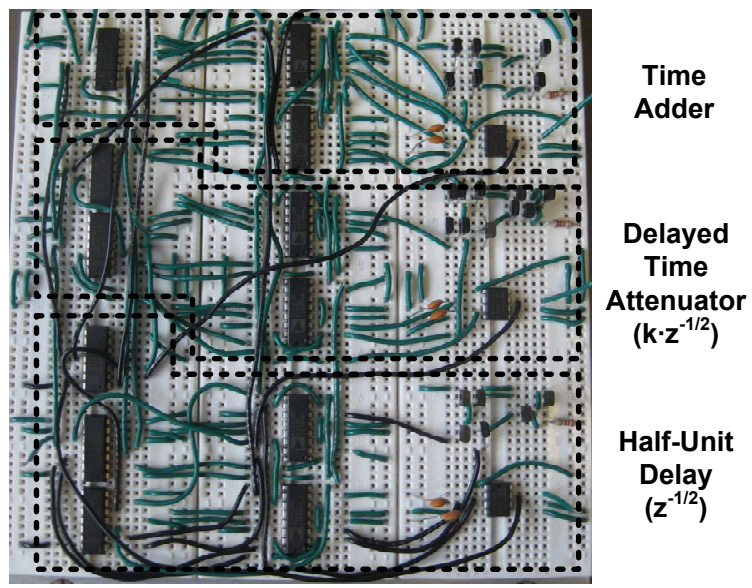 Time
Adder
Delayed
Time
Attenuator
(k·z⁻¹/²)
Half-Unit
Delay
(z⁻¹/²)